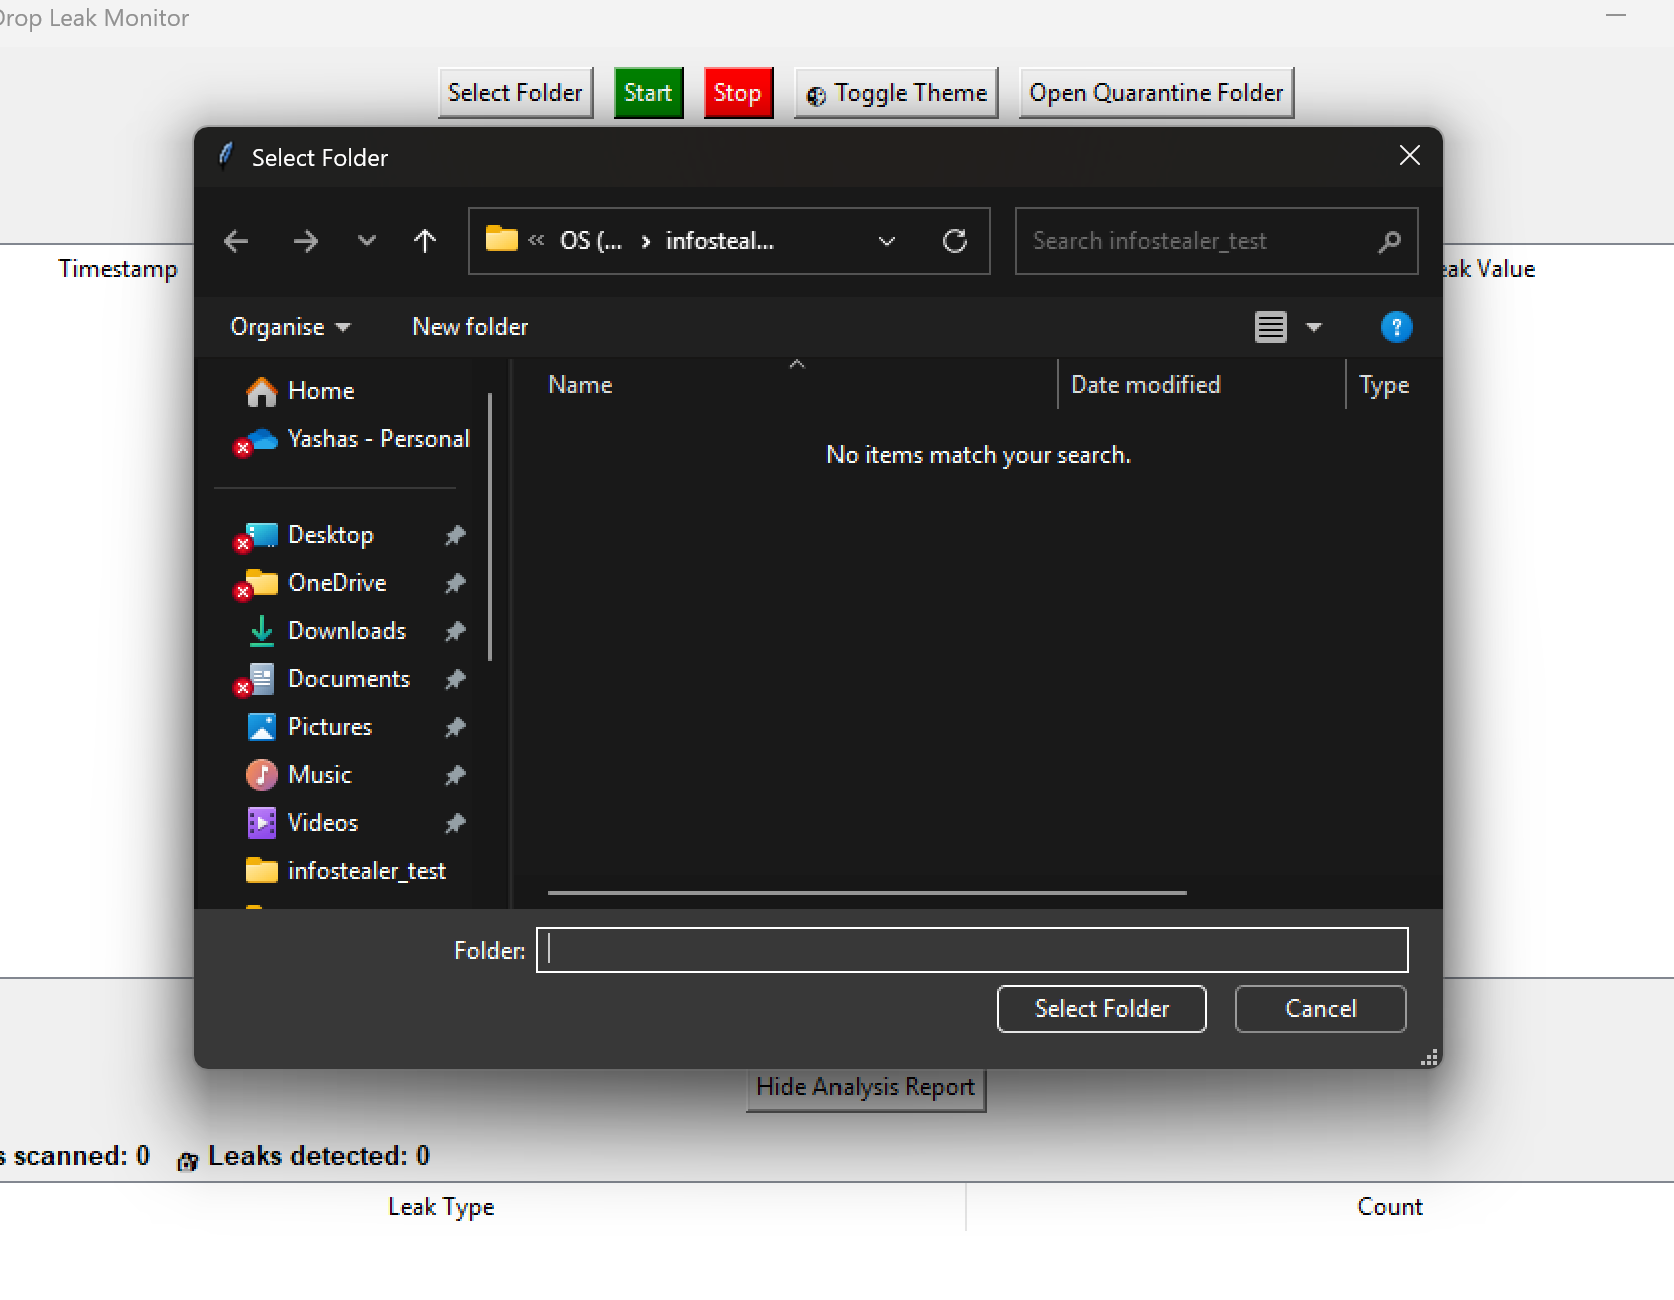 Drop Leak Monitor
Select Folder Start Stop Toggle Theme Open Quarantine Folder
Select Folder
« OS (... › infosteal... Search infostealer_test
Timestamp eak Value
Organise New folder ?
Home
Yashas - Personal
Name Date modified Type
No items match your search.
Desktop
OneDrive
Downloads
Documents
Pictures
Music
Videos
infostealer_test
Folder:
Select Folder Cancel
Hide Analysis Report
s scanned: 0 Leaks detected: 0
Leak Type Count